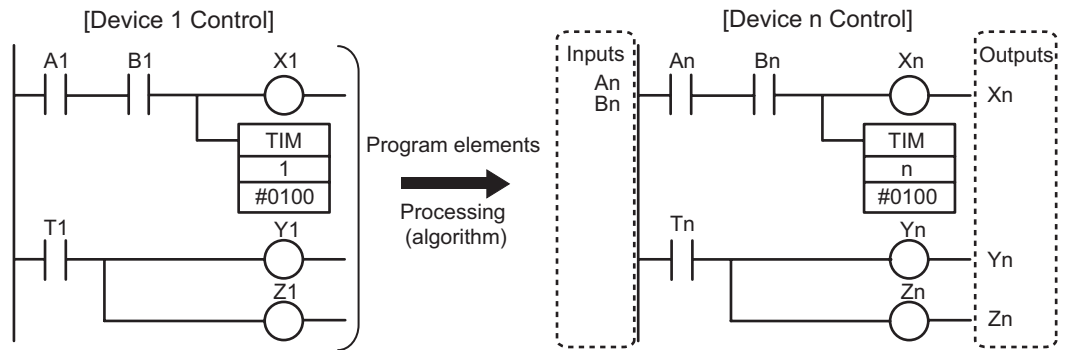 [Device 1 Control]
A1 B1 X1
TIM
1
#0100
T1 Y1
Z1
Program elements
Processing
(algorithm)
[Device n Control]
Inputs
An
Bn
An Bn Xn
TIM
n
#0100
Tn Yn
Zn
Outputs
Xn
Yn
Zn